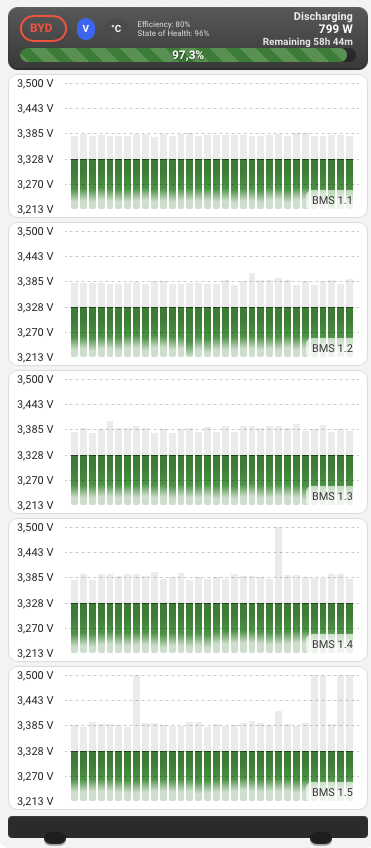 BYD V °C Efficiency: 80% Discharging
State of Health: 96% 799 W
Remaining 58h 44m
97,3%
3,500 V
3,443 V
3,385 V
3,328 V
3,270 V
3,213 V
BMS 1.1
3,500 V
3,443 V
3,385 V
3,328 V
3,270 V
3,213 V
BMS 1.2
3,500 V
3,443 V
3,385 V
3,328 V
3,270 V
3,213 V
BMS 1.3
3,500 V
3,443 V
3,385 V
3,328 V
3,270 V
3,213 V
BMS 1.4
3,500 V
3,443 V
3,385 V
3,328 V
3,270 V
3,213 V
BMS 1.5